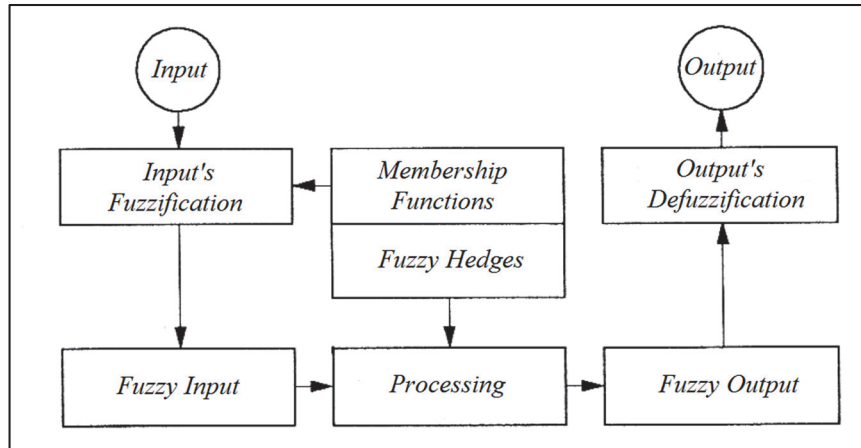 Input
Output
Input's
Fuzzification
Membership
Functions
Output's
Defuzzification
Fuzzy Hedges
Fuzzy Input
Processing
Fuzzy Output